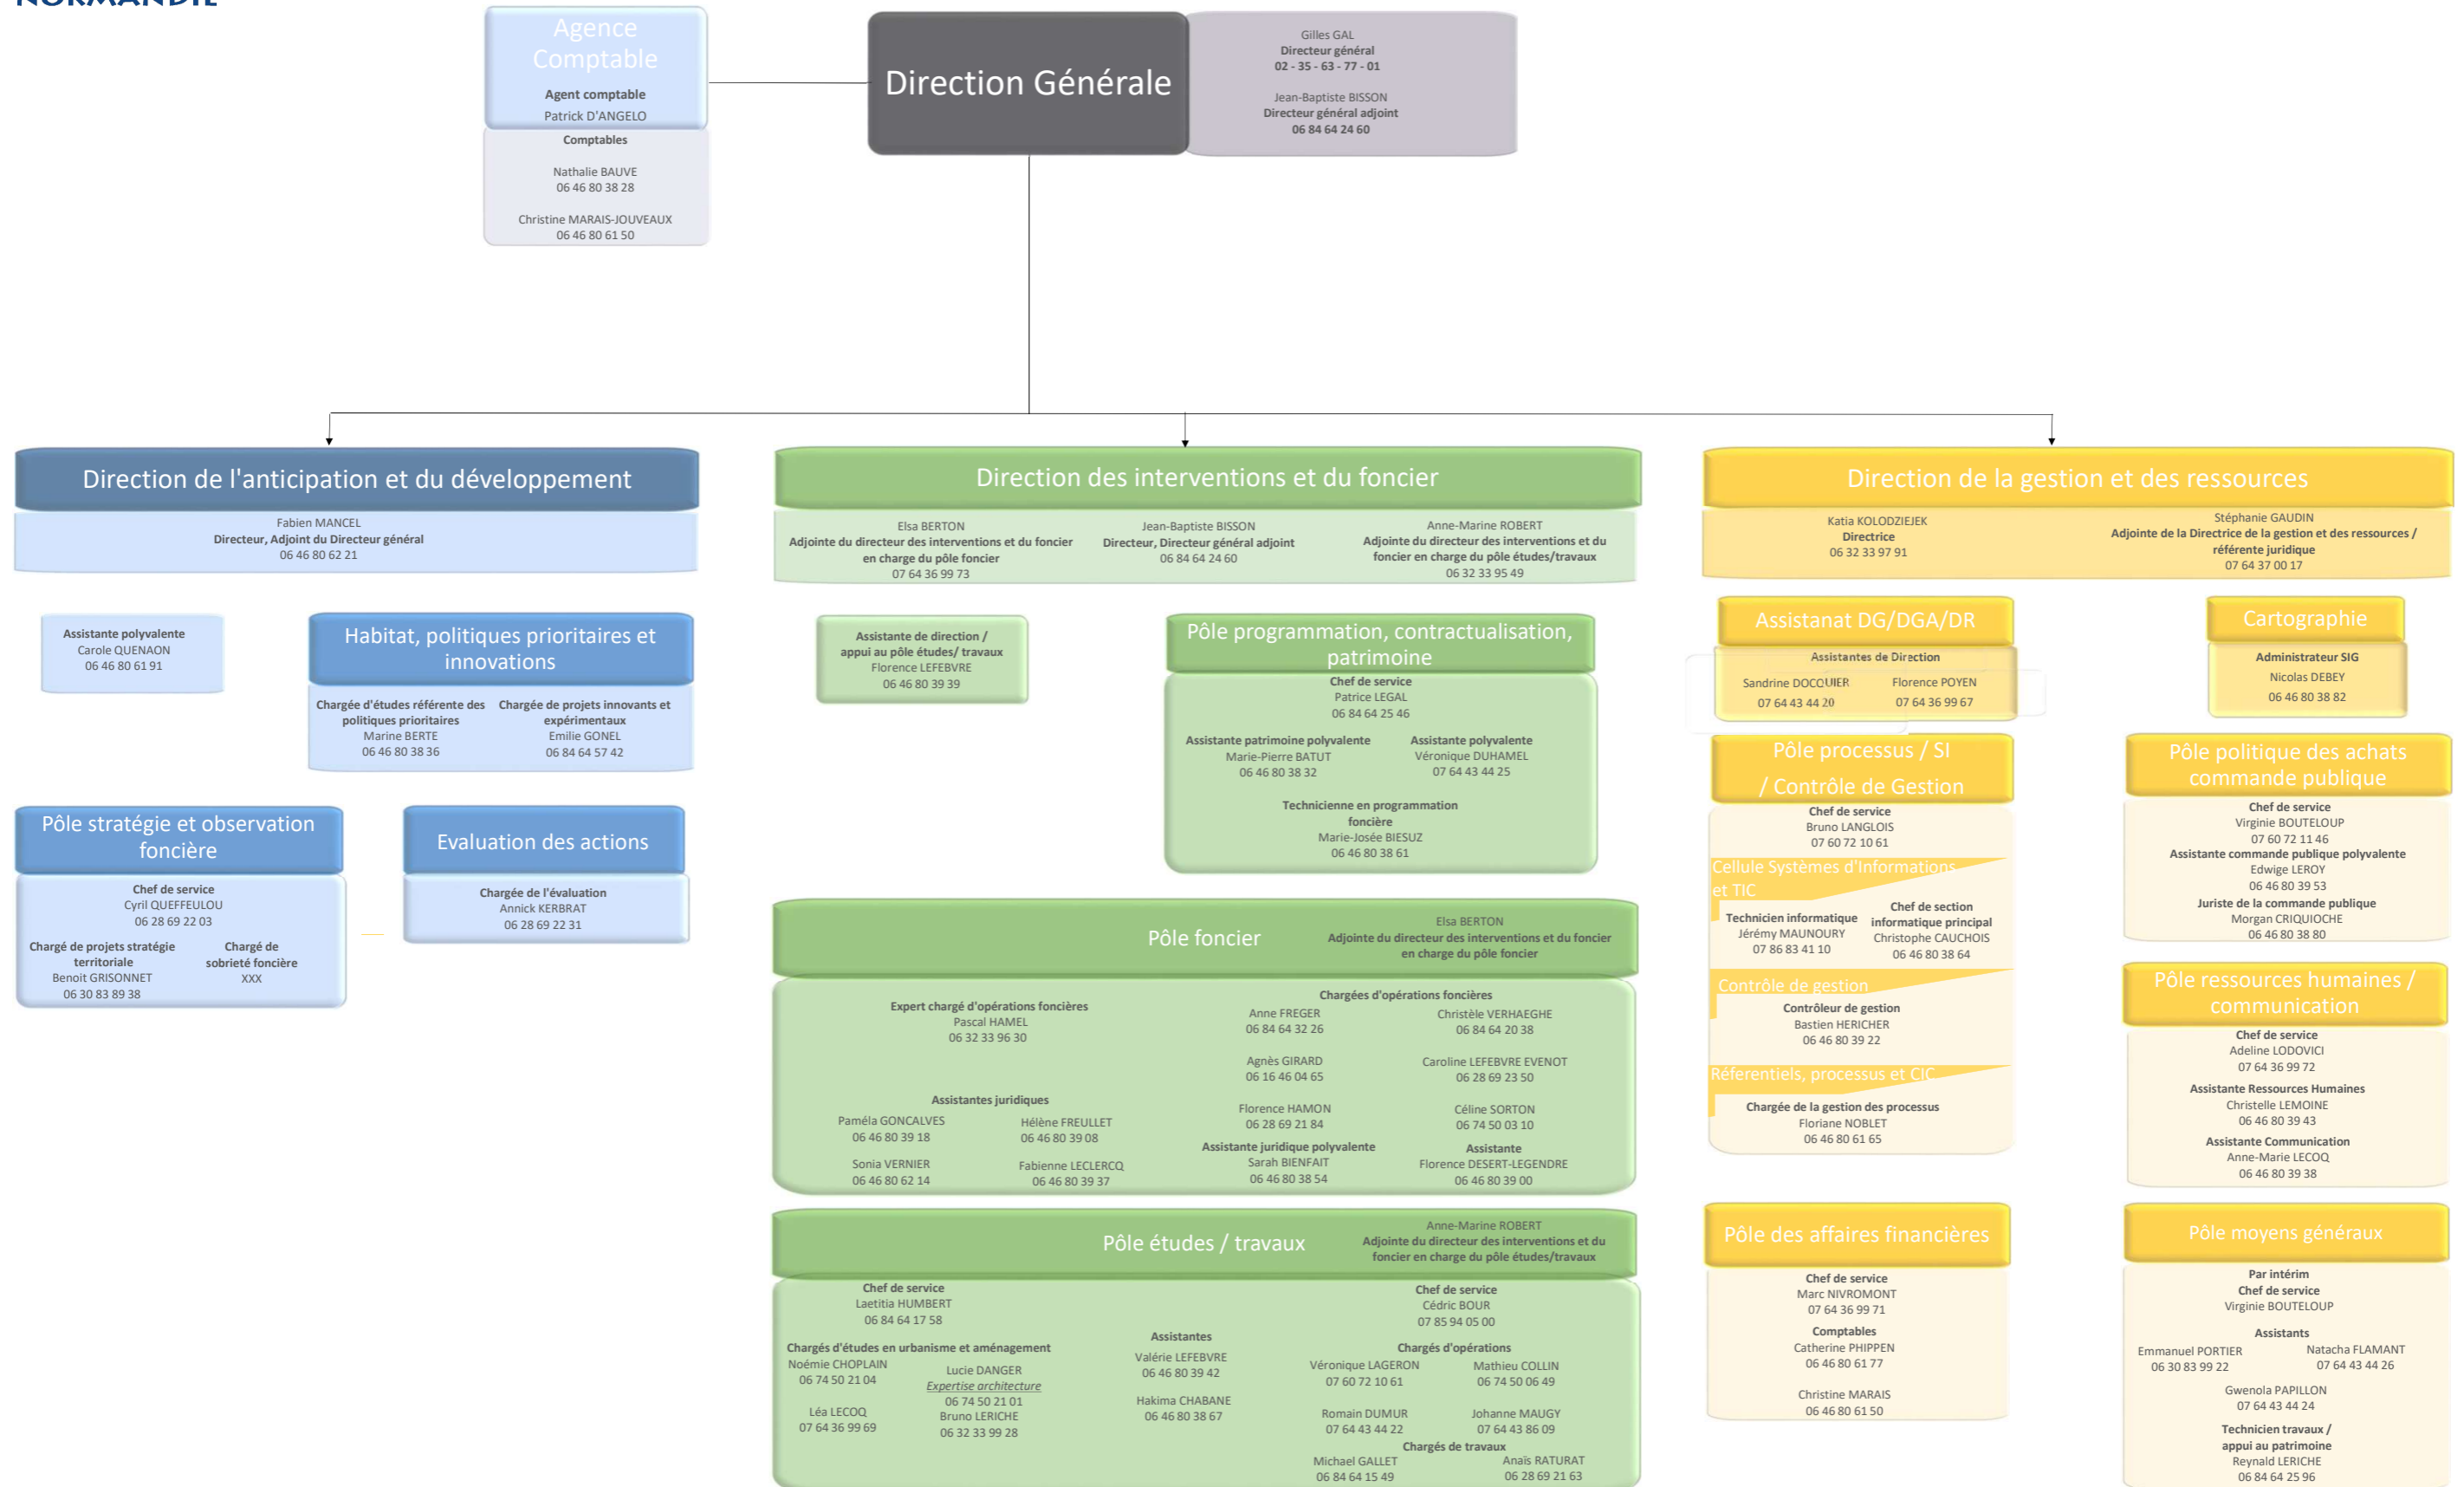 NORMANDIE
Agence
Comptable
Agent comptable
Patrick D'ANGELO
Comptables
Nathalie BAUVE
06 46 80 38 28
Christine MARAIS-JOUVEAUX
06 46 80 61 50
Direction Générale
Gilles GAL
Directeur général
02 - 35 - 63 - 77 - 01
Jean-Baptiste BISSON
Directeur général adjoint
06 84 64 24 60
Direction de l'anticipation et du développement
Fabien MANCEL
Directeur, Adjoint du Directeur général
06 46 80 62 21
Assistante polyvalente
Carole QUENAON
06 46 80 61 91
Habitat, politiques prioritaires et
innovations
Chargée d'études référente des
politiques prioritaires
Marine BERTE
06 46 80 38 36
Chargée de projets innovants et
expérimentaux
Emilie GONEL
06 84 64 57 42
Pôle stratégie et observation
foncière
Chef de service
Cyril QUEFFEULOU
06 28 69 22 03
Chargé de projets stratégie
territoriale
Benoit GRISONNET
06 30 83 89 38
Chargé de
sobrieté foncière
XXX
Evaluation des actions
Chargée de l'évaluation
Annick KERBRAT
06 28 69 22 31
Direction des interventions et du foncier
Elsa BERTON
Adjointe du directeur des interventions et du foncier
en charge du pôle foncier
07 64 36 99 73
Jean-Baptiste BISSON
Directeur, Directeur général adjoint
06 84 64 24 60
Anne-Marine ROBERT
Adjointe du directeur des interventions et du
foncier en charge du pôle études/travaux
06 32 33 95 49
Assistante de direction /
appui au pôle études/ travaux
Florence LEFEBVRE
06 46 80 39 39
Pôle programmation, contractualisation,
patrimoine
Chef de service
Patrice LEGAL
06 84 64 25 46
Assistante patrimoine polyvalente
Marie-Pierre BATUT
06 46 80 38 32
Assistante polyvalente
Véronique DUHAMEL
07 64 43 44 25
Technicienne en programmation
foncière
Marie-Josée BIESUZ
06 46 80 38 61
Pôle foncier
Elsa BERTON
Adjointe du directeur des interventions et du foncier
en charge du pôle foncier
Expert chargé d'opérations foncières
Pascal HAMEL
06 32 33 96 30
Assistantes juridiques
Paméla GONCALVES
06 46 80 39 18
Hélène FREULLET
06 46 80 39 08
Sonia VERNIER
06 46 80 62 14
Fabienne LECLERCQ
06 46 80 39 37
Chargées d'opérations foncières
Anne FREGER
06 84 64 32 26
Christèle VERHAEGHE
06 84 64 20 38
Agnès GIRARD
06 16 46 04 65
Caroline LEFEBVRE EVENOT
06 28 69 23 50
Florence HAMON
06 28 69 21 84
Céline SORTON
06 74 50 03 10
Assistante juridique polyvalente
Sarah BIENFAIT
06 46 80 38 54
Assistante
Florence DESERT-LEGENDRE
06 46 80 39 00
Pôle études / travaux
Anne-Marine ROBERT
Adjointe du directeur des interventions et du
foncier en charge du pôle études/travaux
Chef de service
Laetitia HUMBERT
06 84 64 17 58
Chargés d'études en urbanisme et aménagement
Noémie CHOPLAIN
06 74 50 21 04
Lucie DANGER
Expertise architecture
06 74 50 21 01
Léa LECOQ
07 64 36 99 69
Bruno LERICHE
06 32 33 99 28
Assistantes
Valérie LEFEBVRE
06 46 80 39 42
Hakima CHABANE
06 46 80 38 67
Chef de service
Cédric BOUR
07 85 94 05 00
Chargés d'opérations
Véronique LAGERON
07 60 72 10 61
Mathieu COLLIN
06 74 50 06 49
Romain DUMUR
07 64 43 44 22
Johanne MAUGY
07 64 43 86 09
Chargés de travaux
Michael GALLET
06 84 64 15 49
Anaïs RATURAT
06 28 69 21 63
Direction de la gestion et des ressources
Katia KOLODZIEJEK
Directrice
06 32 33 97 91
Stéphanie GAUDIN
Adjointe de la Directrice de la gestion et des ressources /
référente juridique
07 64 37 00 17
Assistanat DG/DGA/DR
Assistantes de Direction
Sandrine DOCQUIER
07 64 43 44 20
Florence POYEN
07 64 36 99 67
Cartographie
Administrateur SIG
Nicolas DEBEY
06 46 80 38 82
Pôle processus / SI
/ Contrôle de Gestion
Chef de service
Bruno LANGLOIS
07 60 72 10 61
Cellule Systèmes d'Informations
et TIC
Technicien informatique
Jérémy MAUNOURY
07 86 83 41 10
Chef de section
informatique principal
Christophe CAUCHOIS
06 46 80 38 64
Contrôle de gestion
Contrôleur de gestion
Bastien HERICHER
06 46 80 39 22
Réferentiels, processus et CIC
Chargée de la gestion des processus
Floriane NOBLET
06 46 80 61 65
Pôle politique des achats
commande publique
Chef de service
Virginie BOUTELOUP
07 60 72 11 46
Assistante commande publique polyvalente
Edwige LEROY
06 46 80 39 53
Juriste de la commande publique
Morgan CRIQUIOCHE
06 46 80 38 80
Pôle ressources humaines /
communication
Chef de service
Adeline LODOVICI
07 64 36 99 72
Assistante Ressources Humaines
Christelle LEMOINE
06 46 80 39 43
Assistante Communication
Anne-Marie LECOQ
06 46 80 39 38
Pôle des affaires financières
Chef de service
Marc NIVROMONT
07 64 36 99 71
Comptables
Catherine PHIPPEN
06 46 80 61 77
Christine MARAIS
06 46 80 61 50
Pôle moyens généraux
Par intérim
Chef de service
Virginie BOUTELOUP
Assistants
Emmanuel PORTIER
06 30 83 99 22
Natacha FLAMANT
07 64 43 44 26
Gwenola PAPILLON
07 64 43 44 24
Technicien travaux /
appui au patrimoine
Reynald LERICHE
06 84 64 25 96